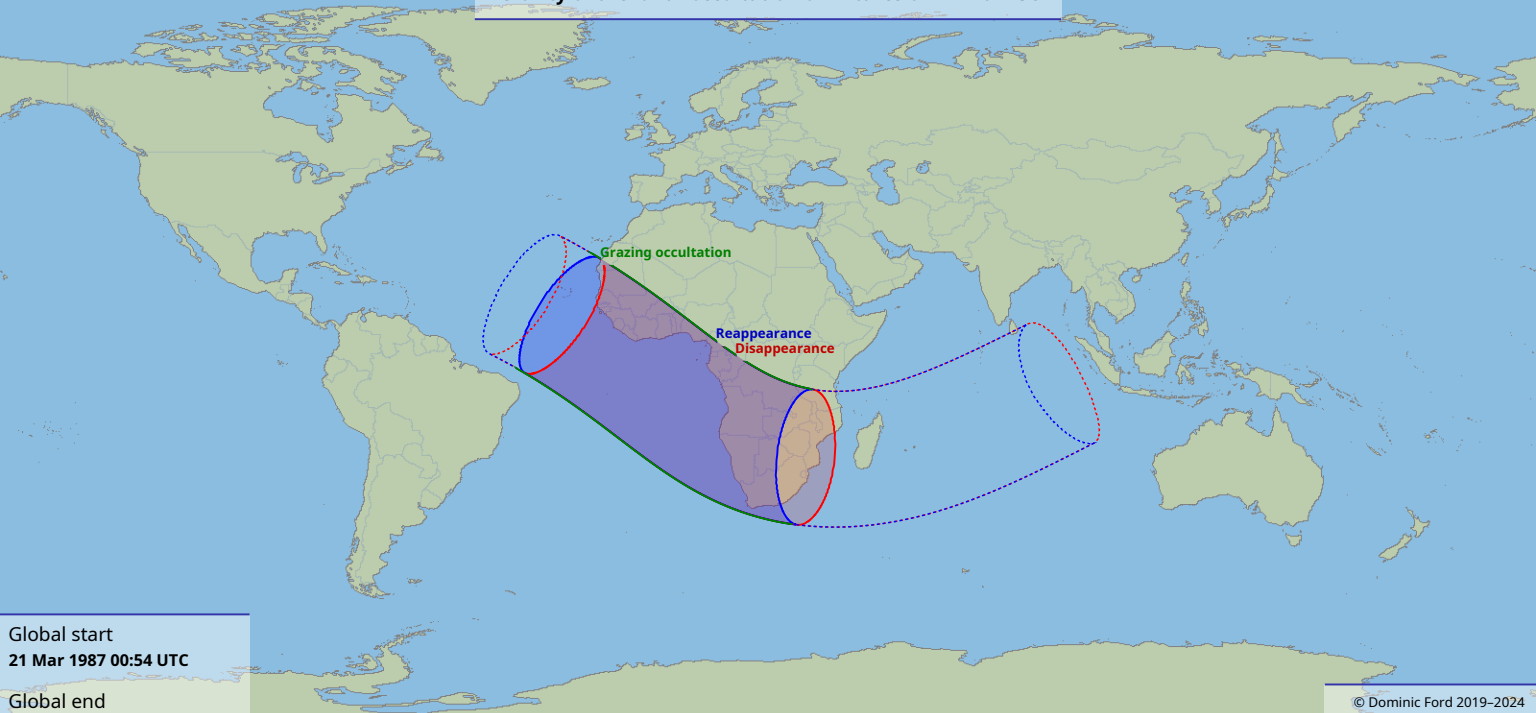 Grazing occultation
Reappearance
Disappearance
Global start
21 Mar 1987 00:54 UTC
Global end
© Dominic Ford 2019–2024